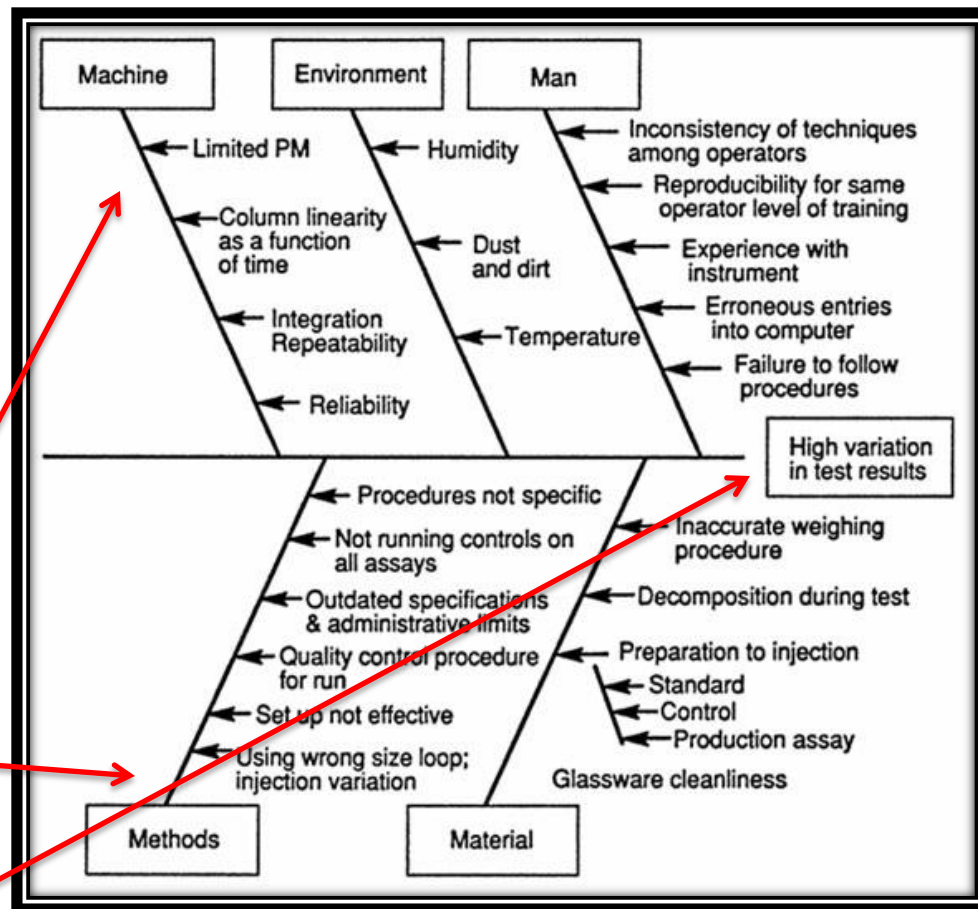 Machine
Environment
Man
Limited PM
Column linearity
as a function
of time
Integration
Repeatability
Reliability
Humidity
Dust
and dirt
Temperature
Inconsistency of techniques
among operators
Reproducibility for same
operator level of training
Experience with
instrument
Erroneous entries
into computer
Failure to follow
procedures
High variation
in test results
Procedures not specific
Not running controls on
all assays
Outdated specifications
& administrative limits
Quality control procedure
for run
Set up not effective
Using wrong size loop;
injection variation
Inaccurate weighing
procedure
Decomposition during test
Preparation to injection
Standard
Control
Production assay
Glassware cleanliness
Methods
Material